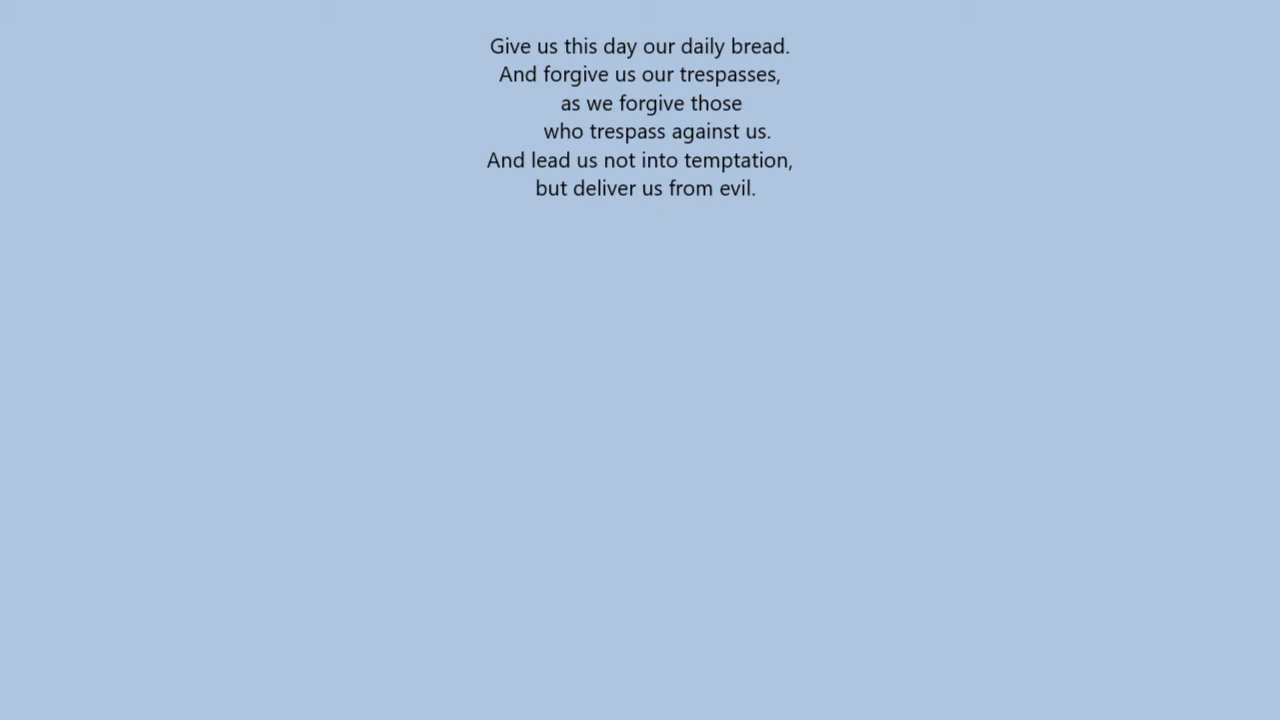 Give us this day our daily bread.
And forgive us our trespasses,
as we forgive those
who trespass against us.
And lead us not into temptation,
but deliver us from evil.